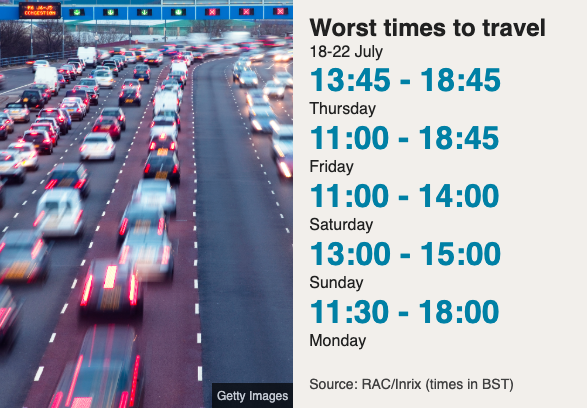 Worst times to travel
18-22 July
13:45 - 18:45
Thursday
11:00 - 18:45
Friday
11:00 - 14:00
Saturday
13:00 - 15:00
Sunday
11:30 - 18:00
Monday
Source: RAC/Inrix (times in BST)
Getty Images
CONGESTION